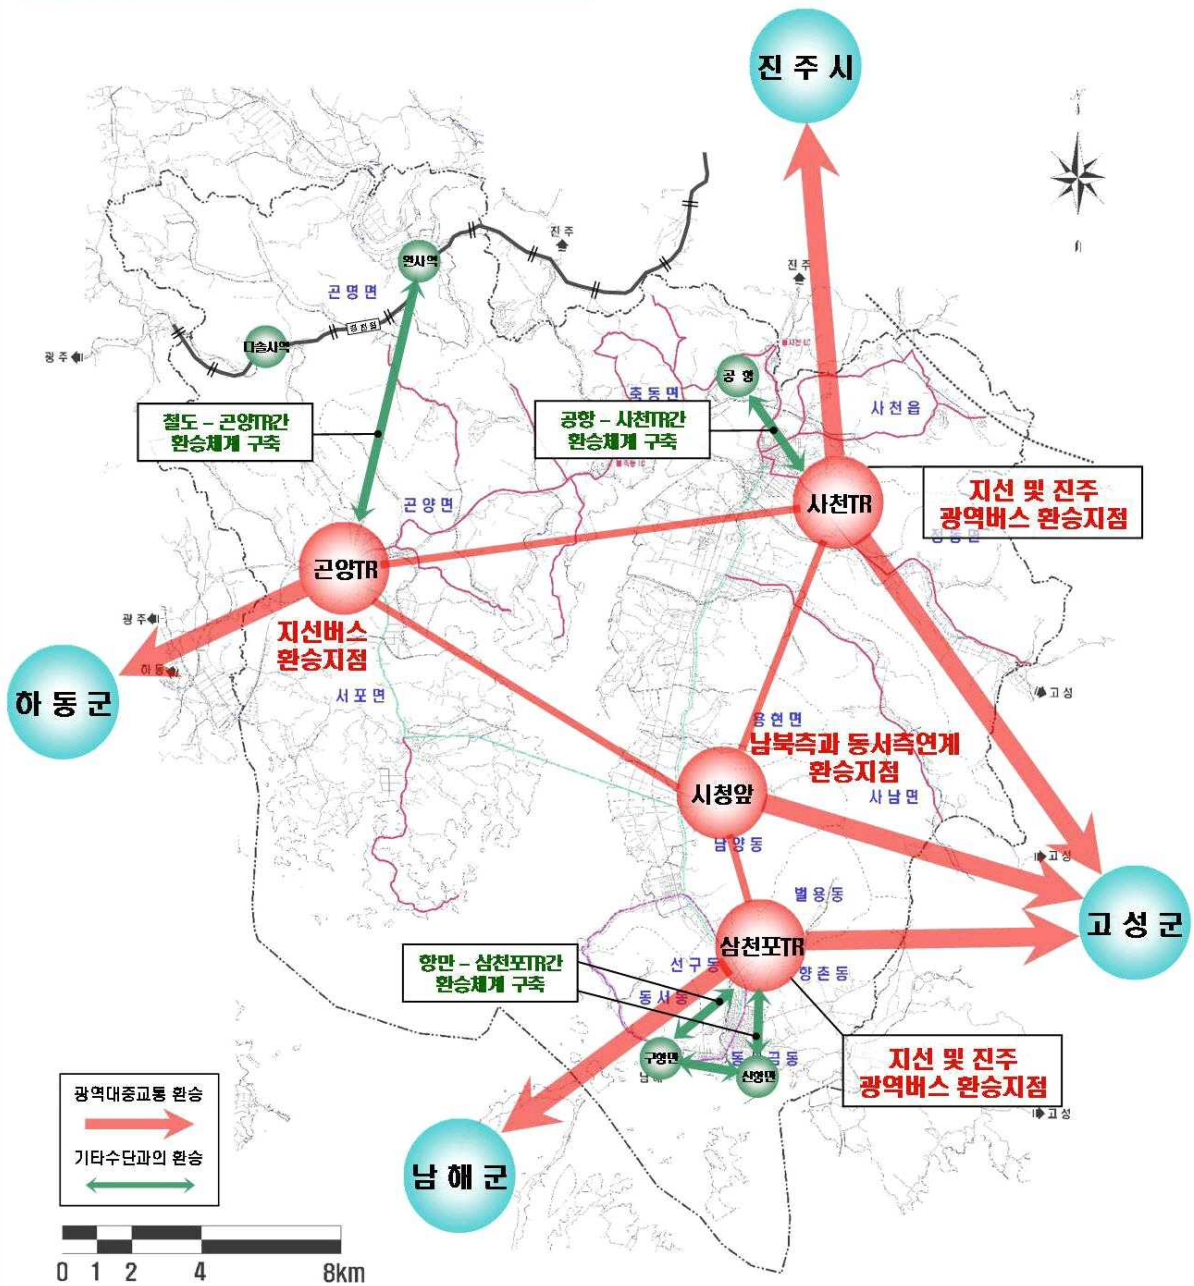 진 주 시
진주
진주
완사역
곤명면
경전선
다솔사역
광주
공 항
축동면
사천읍
철도 – 곤양TR간
환승체계 구축
공항 – 사천TR간
환승체계 구축
곤양면
사천TR
지선 및 진주
광역버스 환승지점
정동면
곤양TR
광주
지선버스
환승지점
하동
하 동 군
서포면
고성
용현면
남북측과 동서측연계
환승지점
시청앞
사남면
남양동
고성
벌용동
고 성 군
삼천포TR
항만 – 삼천포TR간
환승체계 구축
선구동
향촌동
동서동
구항만
신항만
지선 및 진주
광역버스 환승지점
고성
광역대중교통 환승
기타수단과의 환승
남 해 군
0 1 2 4 8km